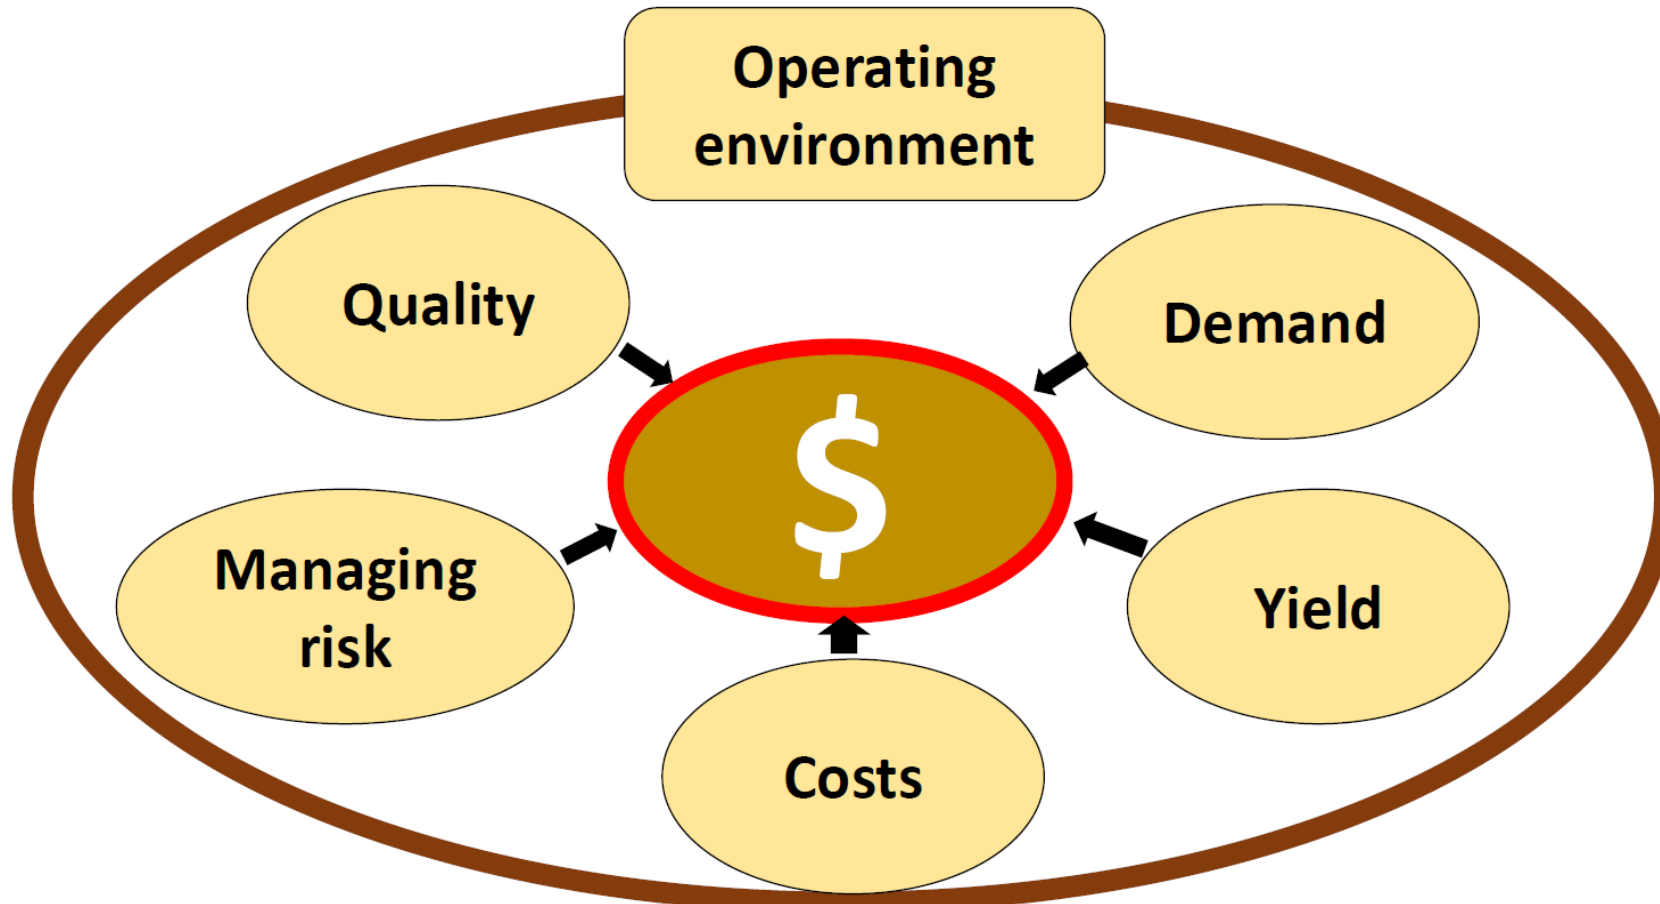 Operating
environment
Quality
Demand
$
Managing
risk
Yield
Costs